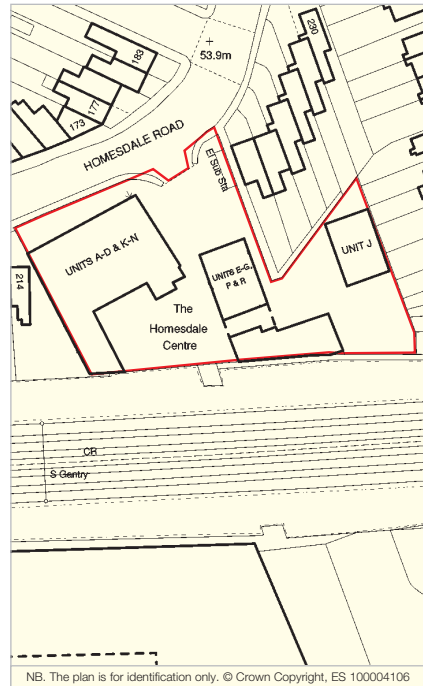 230
183
53.9m
177
173
HOMESDALE ROAD
El Sub Sta
UNITS A-D & K-N
UNIT J
UNITS E-G,
P & R
214
The
Homesdale
Centre
CR
S Gantry
NB. The plan is for identification only. © Crown Copyright, ES 100004106